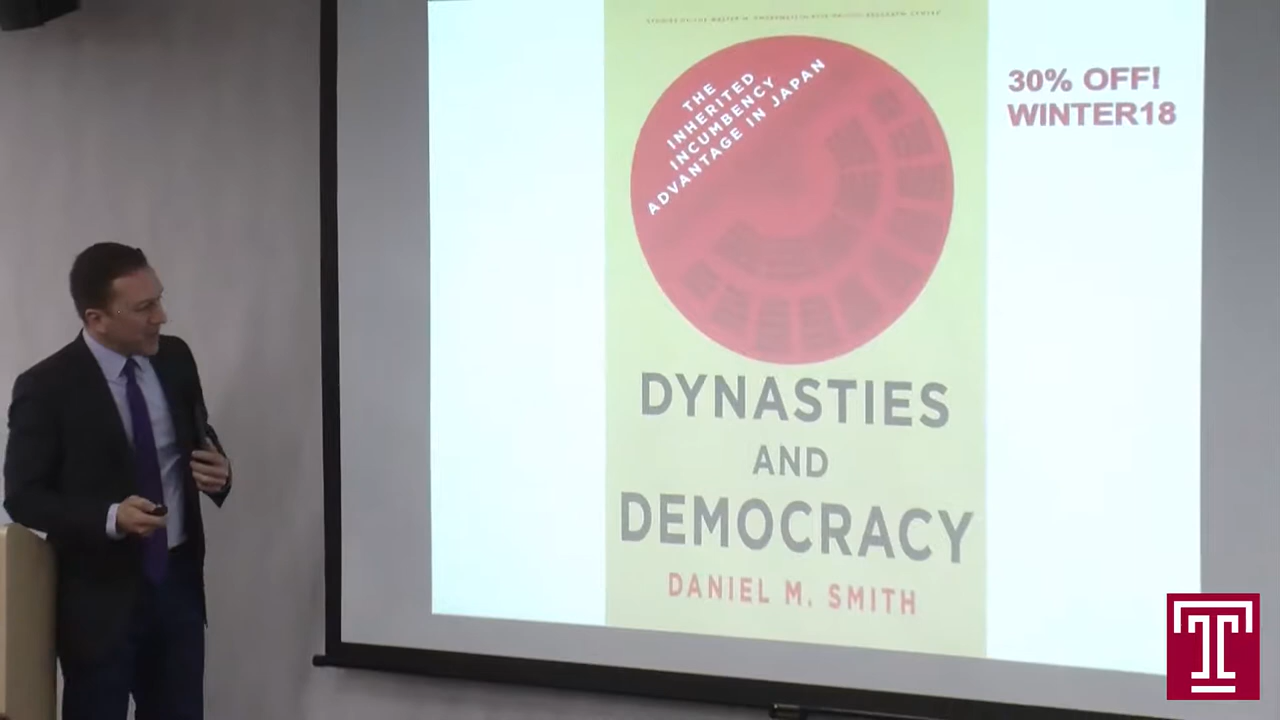 THE
INHERITED
INCUMBENCY
ADVANTAGE IN JAPAN
30% OFF!
WINTER18
DYNASTIES
AND
DEMOCRACY
DANIEL M. SMITH